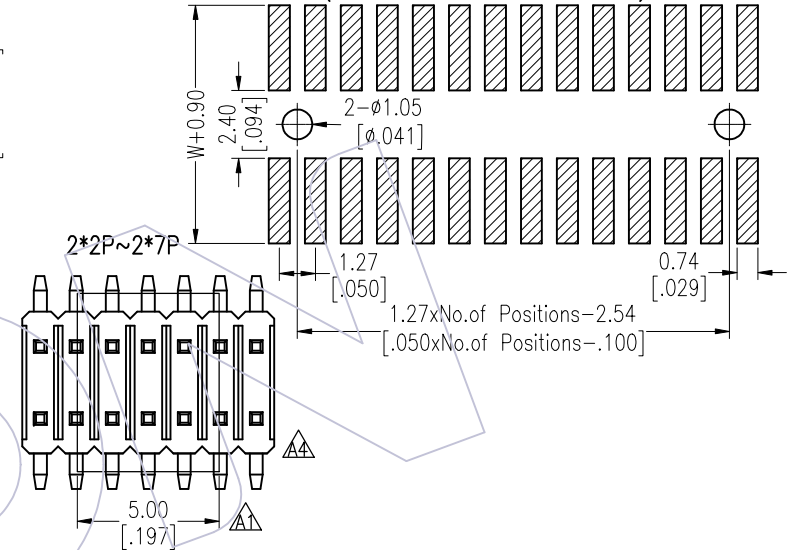 W+0.90
2.40
[.094]
2-ø1.05
[ø.041]
2*2P~2*7P
1.27
[.050]
0.74
[.029]
1.27xNo.of Positions-2.54
[.050xNo.of Positions-.100]
A4
5.00
[.197]
A1